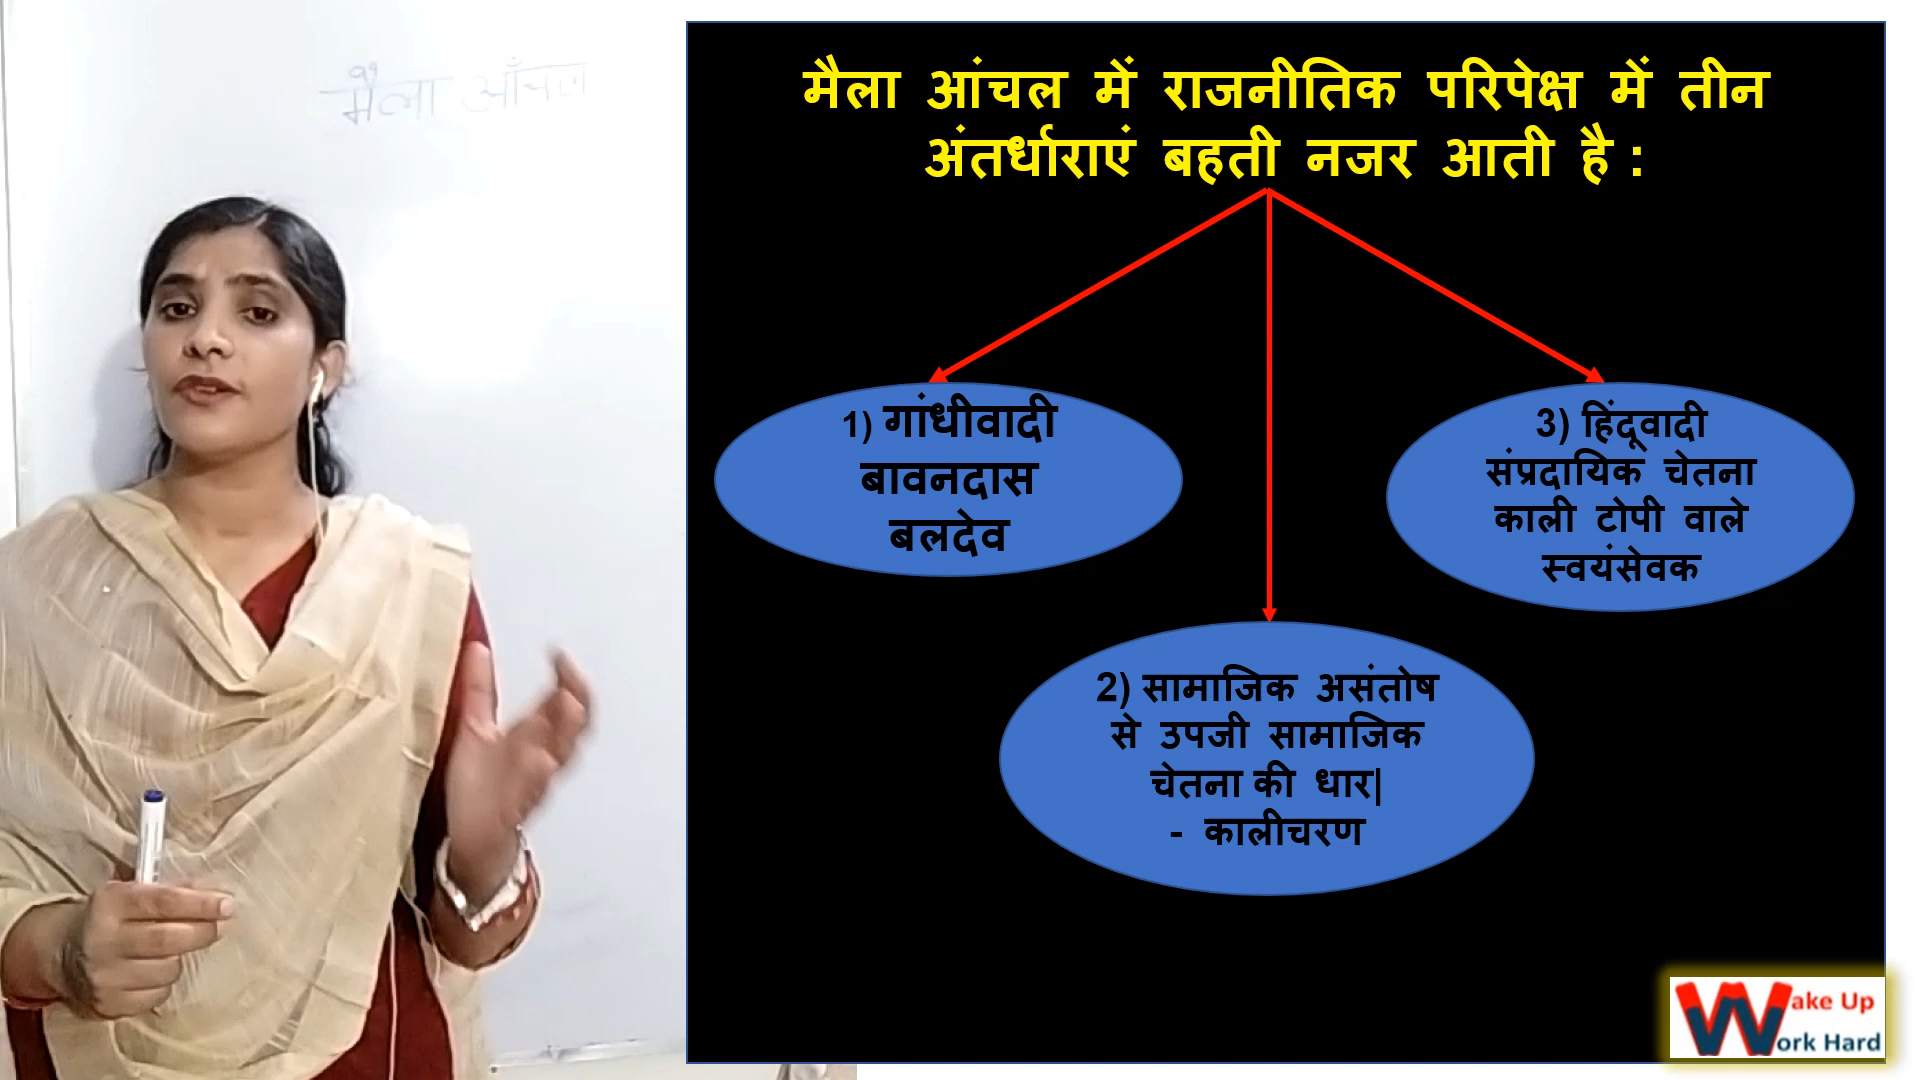 मैला आँचल
मैला आंचल में राजनीतिक परिपेक्ष में तीन
अंतर्धाराएं बहती नजर आती है :
1) गांधीवादी
बावनदास
बलदेव
3) हिंदूवादी
संप्रदायिक चेतना
काली टोपी वाले
स्वयंसेवक
2) सामाजिक असंतोष
से उपजी सामाजिक
चेतना की धार|
- कालीचरण
Wake Up
Work Hard